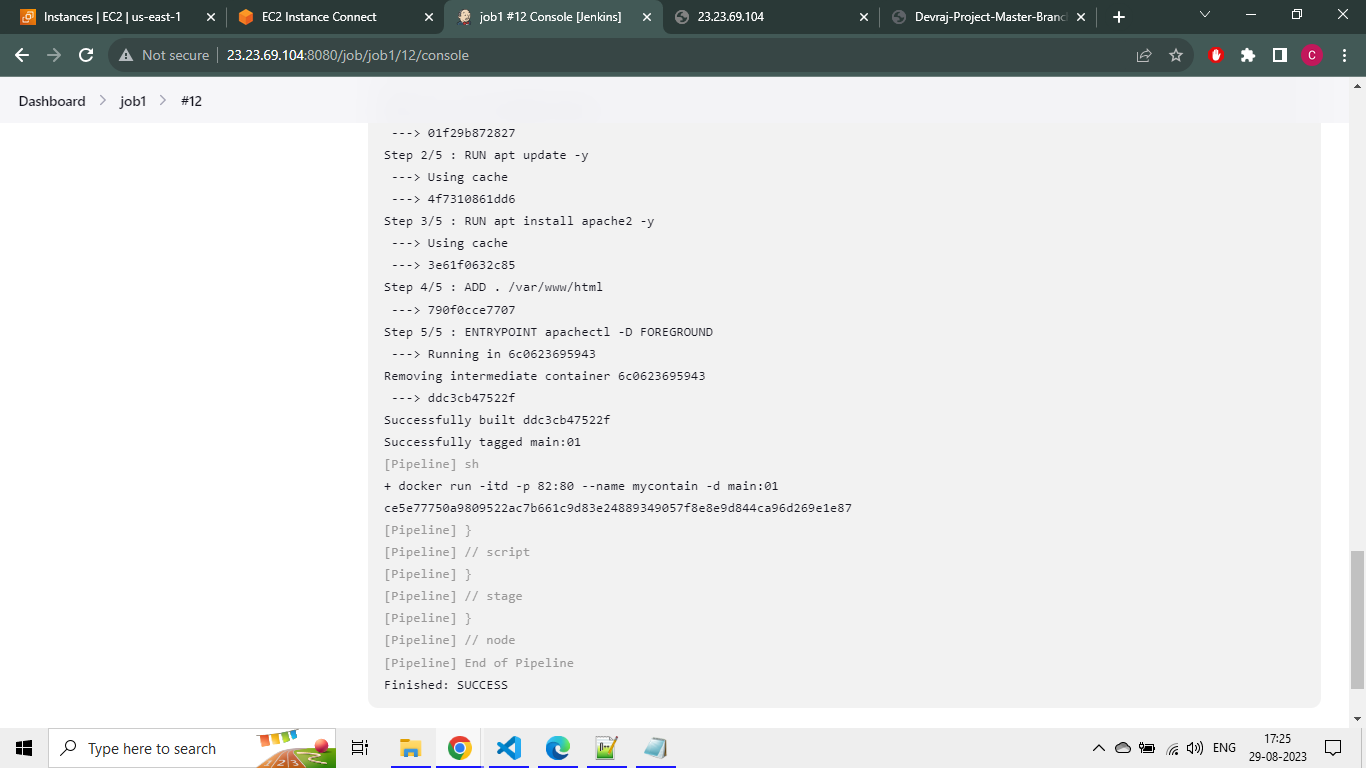 Instances | EC2 | us-east-1
EC2 Instance Connect
job1 #12 Console [Jenkins]
23.23.69.104
Devraj-Project-Master-Branc
Not secure
23.23.69.104:8080/job/job1/12/console
C
Dashboard
job1
#12
---> 01f29b872827
Step 2/5 : RUN apt update -y
---> Using cache
---> 4f7310861dd6
Step 3/5 : RUN apt install apache2 -y
---> Using cache
---> 3e61f0632c85
Step 4/5 : ADD . /var/www/html
---> 790f0cce7707
Step 5/5 : ENTRYPOINT apachectl -D FOREGROUND
---> Running in 6c0623695943
Removing intermediate container 6c0623695943
---> ddc3cb47522f
Successfully built ddc3cb47522f
Successfully tagged main:01
[Pipeline] sh
+ docker run -itd -p 82:80 --name mycontain -d main:01
ce5e77750a9809522ac7b661c9d83e24889349057f8e8e9d844ca96d269e1e87
[Pipeline] }
[Pipeline] // script
[Pipeline] }
[Pipeline] // stage
[Pipeline] }
[Pipeline] // node
[Pipeline] End of Pipeline
Finished: SUCCESS
Type here to search
ENG
17:25
29-08-2023